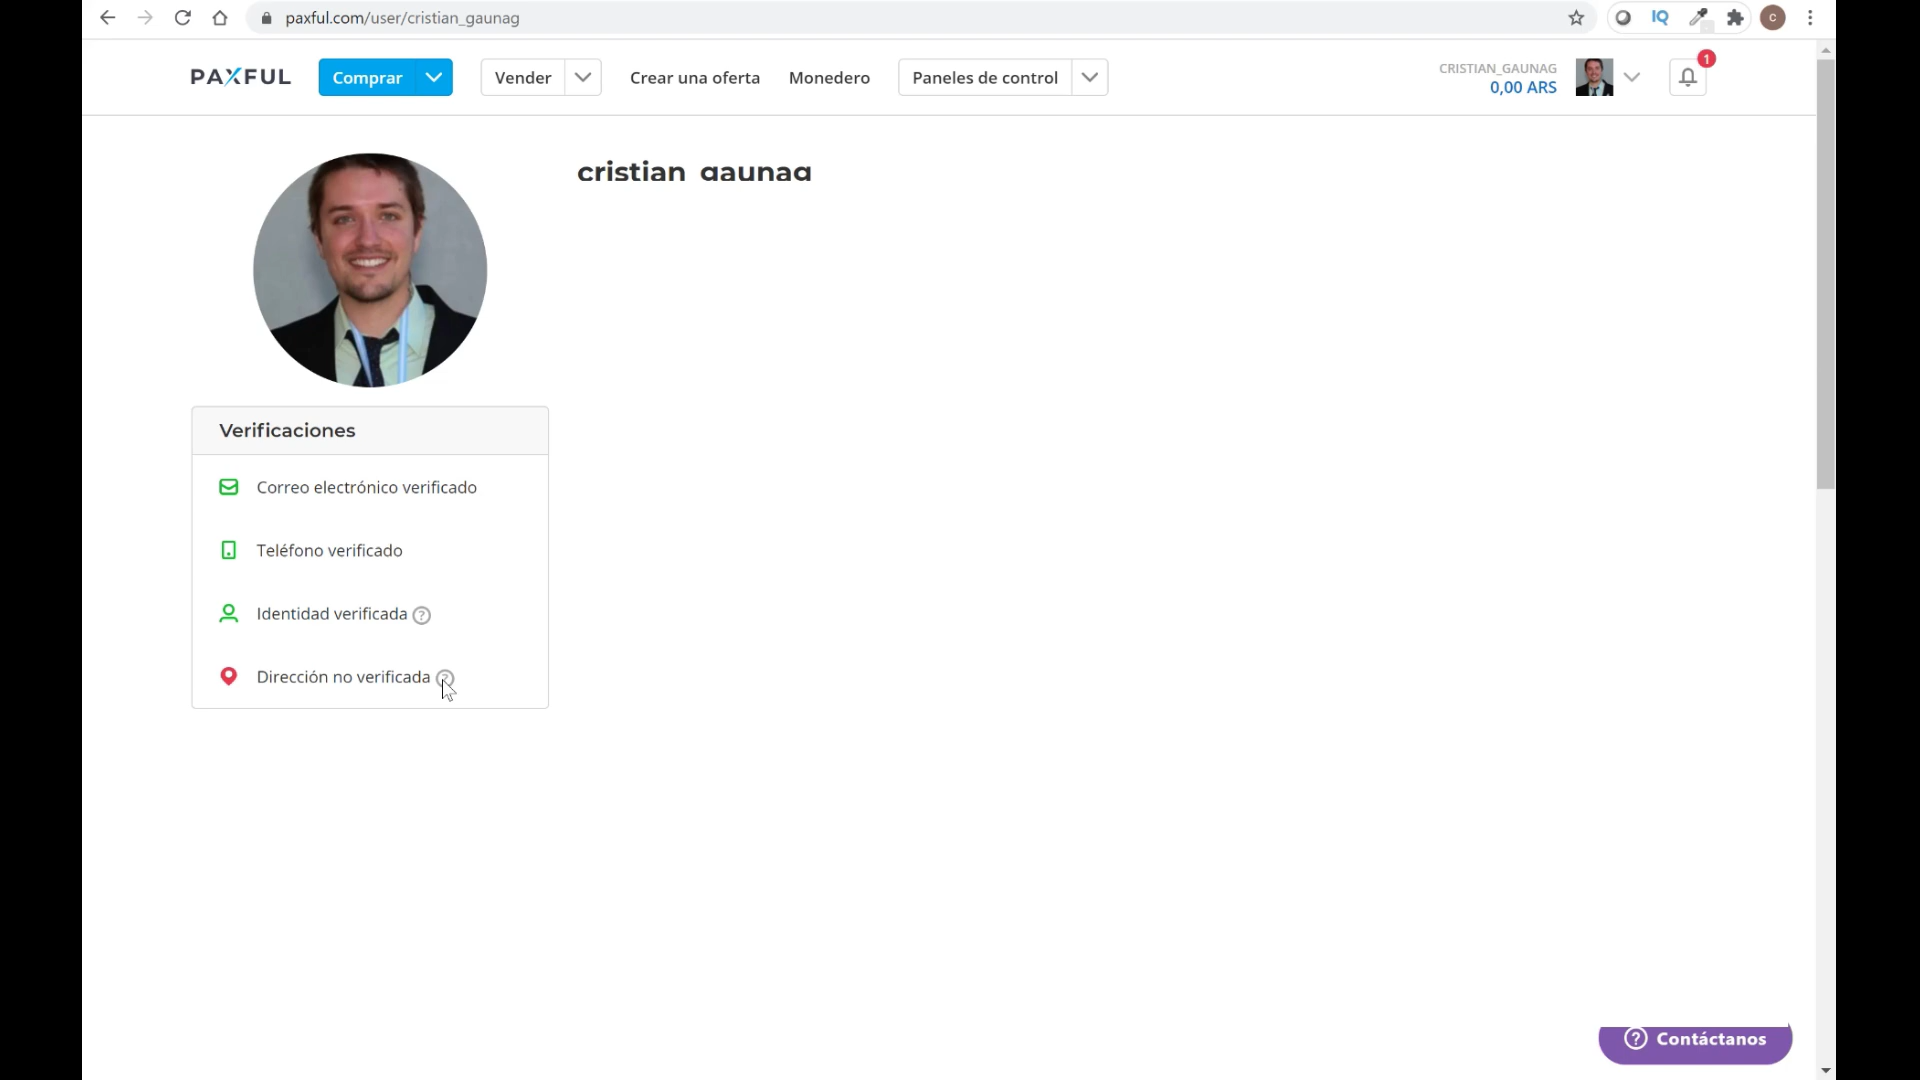 paxful.com/user/cristian_gaunag
IQ
c
PAXFUL
Comprar
Vender
Crear una oferta
Monedero
Paneles de control
CRISTIAN_GAUNAG
0,00 ARS
1
cristian_gaunag
Verificaciones
Correo electrónico verificado
Teléfono verificado
Identidad verificada ?
Dirección no verificada ?
? Contáctanos